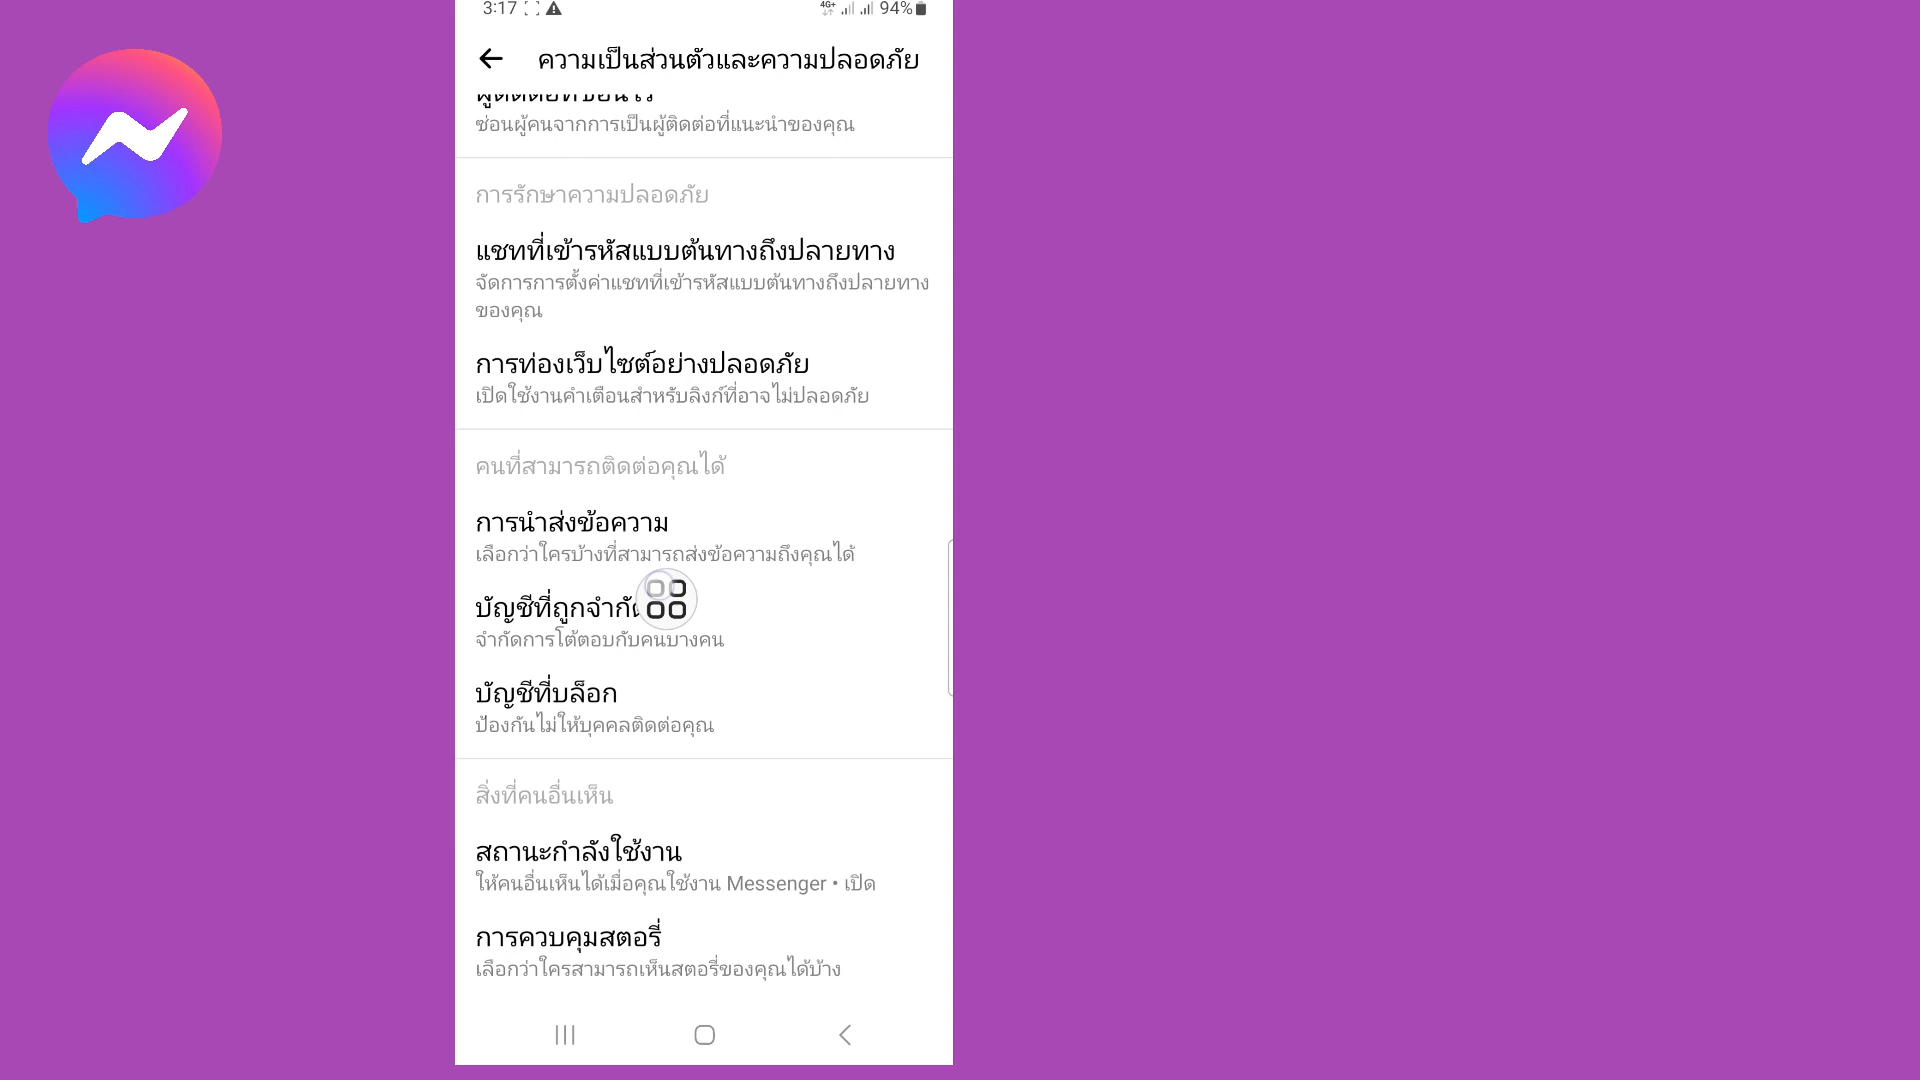 3:17
4G+
94%
ความเป็นส่วนตัวและความปลอดภัย
ซ่อนผู้คนจากการเป็นผู้ติดต่อที่แนะนำของคุณ
การรักษาความปลอดภัย
แชทที่เข้ารหัสแบบต้นทางถึงปลายทาง
จัดการการตั้งค่าแชทที่เข้ารหัสแบบต้นทางถึงปลายทาง
ของคุณ
การท่องเว็บไซต์อย่างปลอดภัย
เปิดใช้งานคำเตือนสำหรับลิงก์ที่อาจไม่ปลอดภัย
คนที่สามารถติดต่อคุณได้
การนำส่งข้อความ
เลือกว่าใครบ้างที่สามารถส่งข้อความถึงคุณได้
บัญชีที่ถูกจำกัด
จำกัดการโต้ตอบกับคนบางคน
บัญชีที่บล็อก
ป้องกันไม่ให้บุคคลติดต่อคุณ
สิ่งที่คนอื่นเห็น
สถานะกำลังใช้งาน
ให้คนอื่นเห็นได้เมื่อคุณใช้งาน Messenger • เปิด
การควบคุมสตอรี่
เลือกว่าใครสามารถเห็นสตอรี่ของคุณได้บ้าง